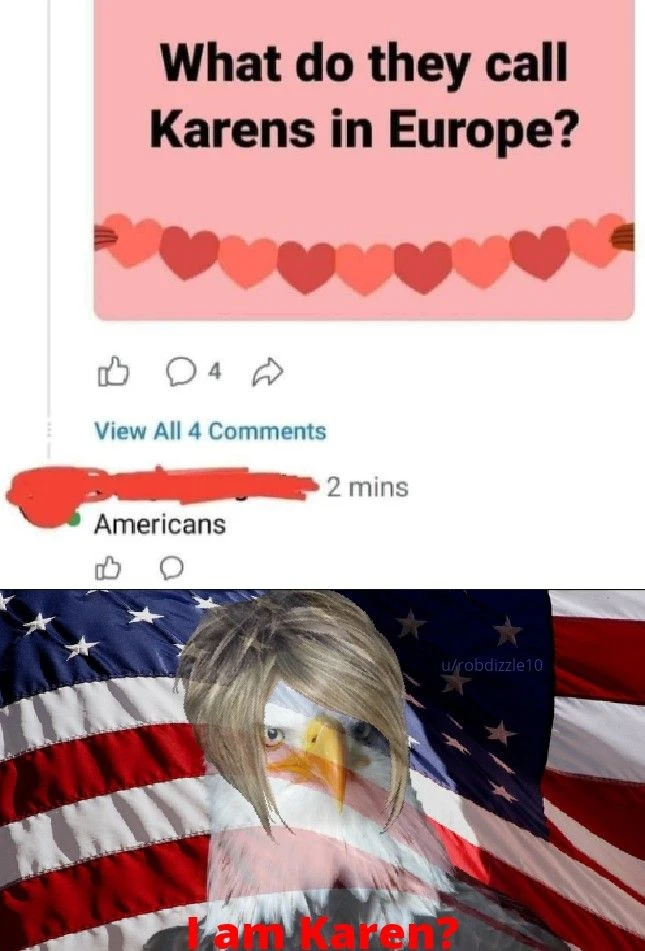 What do they call
Karens in Europe?
4
View All 4 Comments
2 mins
Americans
u/robdizzle10
I am Karen?